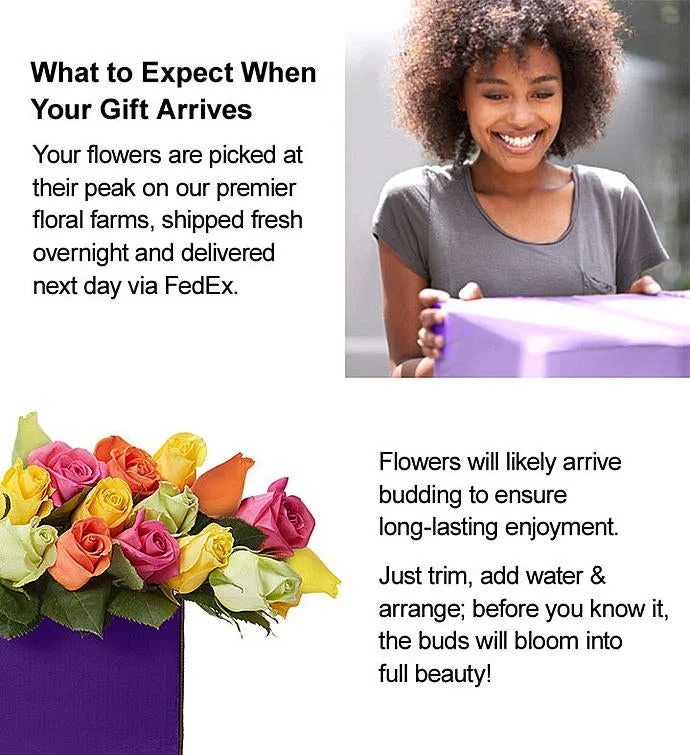 What to Expect When
Your Gift Arrives
Your flowers are picked at
their peak on our premier
floral farms, shipped fresh
overnight and delivered
next day via FedEx.
Flowers will likely arrive
budding to ensure
long-lasting enjoyment.
Just trim, add water &
arrange; before you know it,
the buds will bloom into
full beauty!